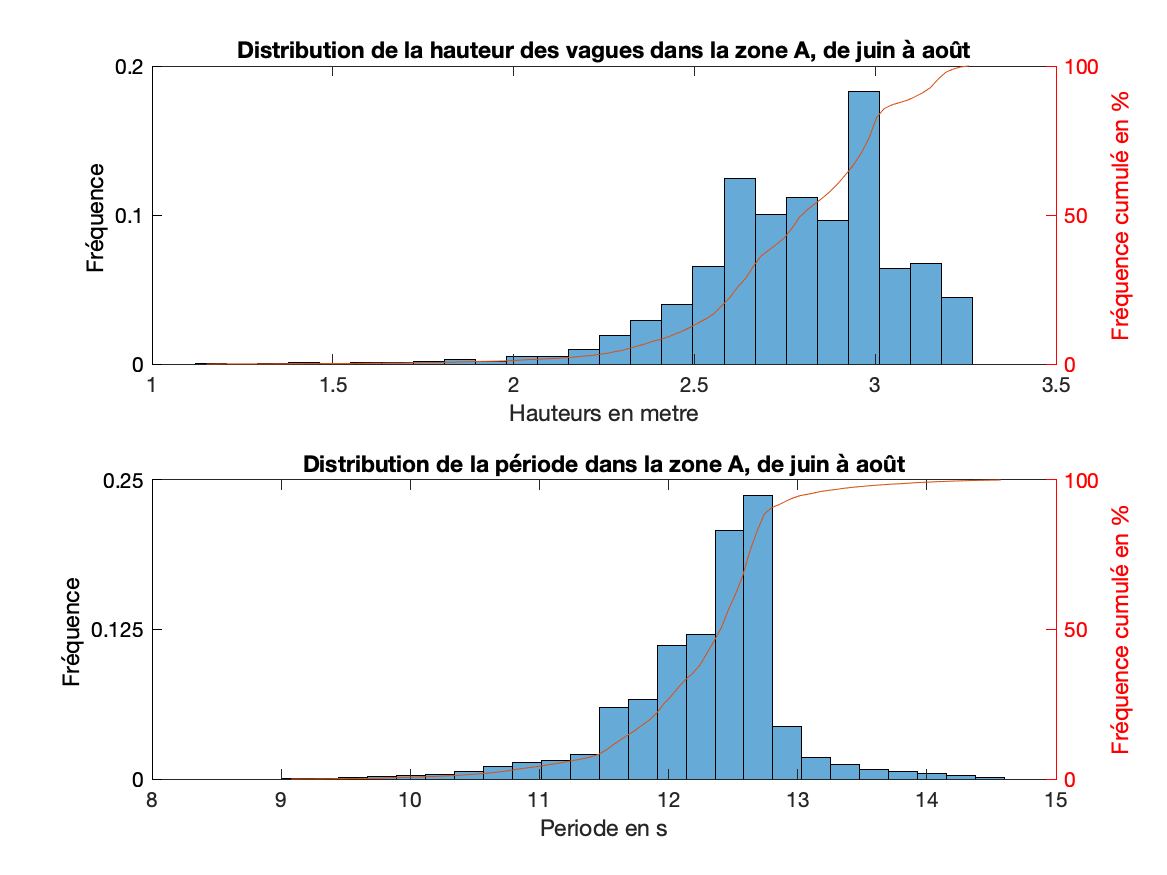 Distribution de la hauteur des vagues dans la zone A, de juin à août
0.2
0.1
0
Fréquence
100
50
0
Fréquence cumulé en %
1 1.5 2 2.5 3 3.5
Hauteurs en metre
Distribution de la période dans la zone A, de juin à août
0.25
0.125
0
Fréquence
100
50
0
Fréquence cumulé en %
8 9 10 11 12 13 14 15
Periode en s